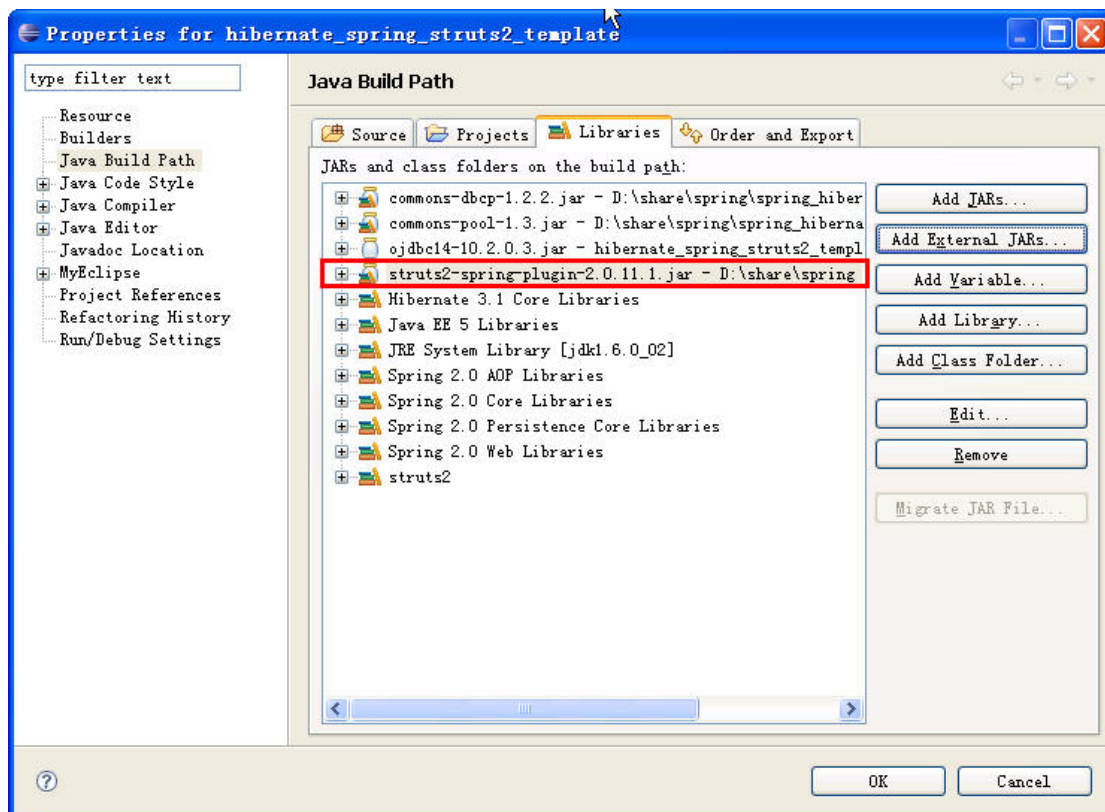 Properties for hibernate_spring_struts2_template
type filter text
Resource
Builders
Java Build Path
Java Code Style
Java Compiler
Java Editor
Javadoc Location
MyEclipse
Project References
Refactoring History
Run/Debug Settings
Java Build Path
Source Projects Libraries Order and Export
JARs and class folders on the build path:
commons-dbcp-1.2.2.jar - D:\share\spring\spring_hiber
commons-pool-1.3.jar - D:\share\spring\spring_hiberna
ojdbc14-10.2.0.3.jar - hibernate_spring_struts2_templ
struts2-spring-plugin-2.0.11.1.jar - D:\share\spring
Hibernate 3.1 Core Libraries
Java EE 5 Libraries
JRE System Library [jdk1.6.0_02]
Spring 2.0 AOP Libraries
Spring 2.0 Core Libraries
Spring 2.0 Persistence Core Libraries
Spring 2.0 Web Libraries
struts2
Add JARs...
Add External JARs...
Add Variable...
Add Library...
Add Class Folder...
Edit...
Remove
Migrate JAR File...
OK
Cancel